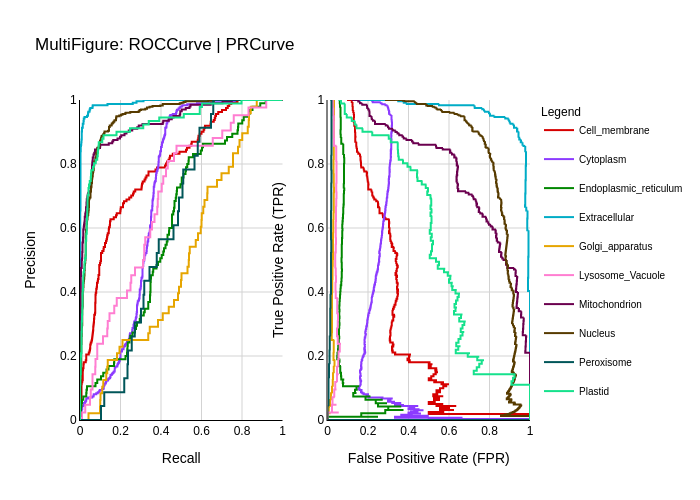 MultiFigure: ROCCurve | PRCurve
Precision
1
0.8
0.6
0.4
0.2
0
0
0.2
0.4
0.6
0.8
1
Recall
True Positive Rate (TPR)
1
0.8
0.6
0.4
0.2
0
0
0.2
0.4
0.6
0.8
1
False Positive Rate (FPR)
Legend
Cell_membrane
Cytoplasm
Endoplasmic_reticulum
Extracellular
Golgi_apparatus
Lysosome_Vacuole
Mitochondrion
Nucleus
Peroxisome
Plastid